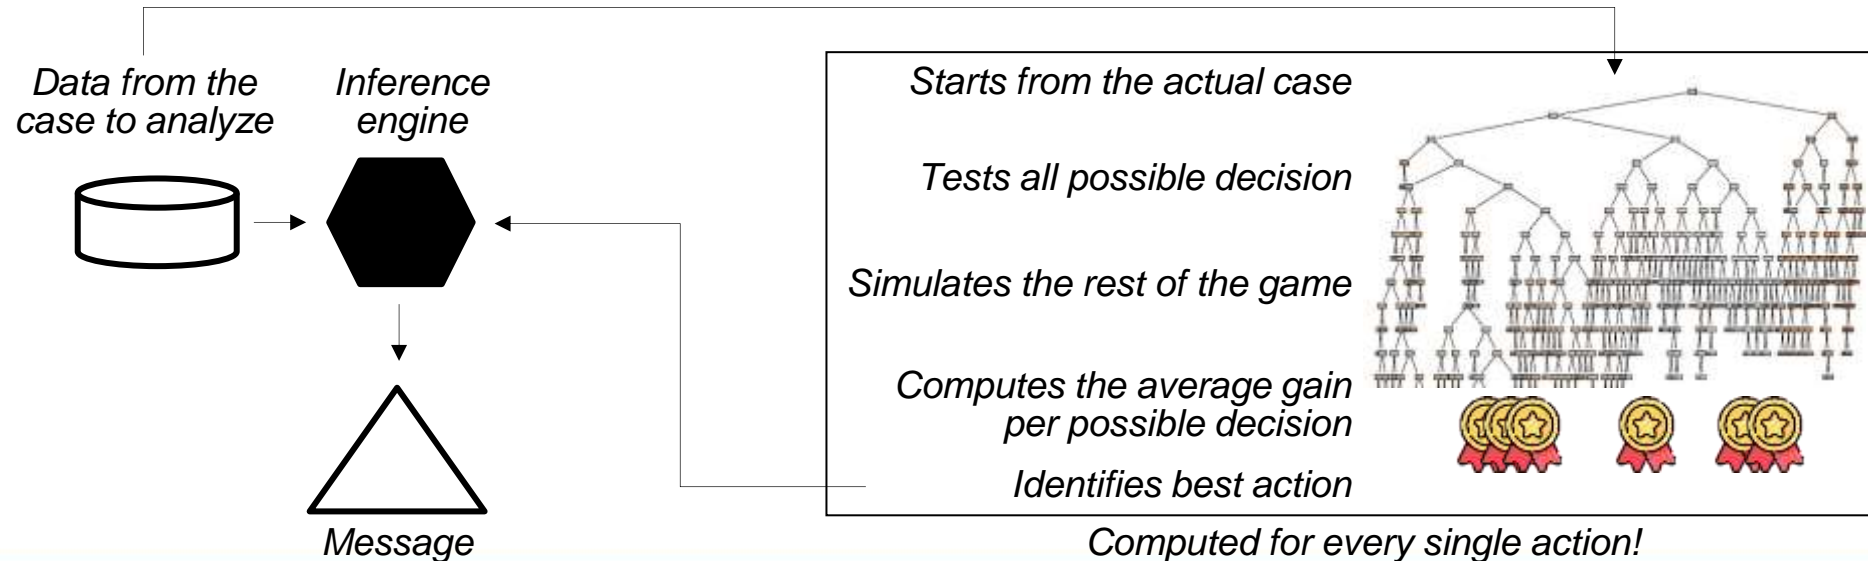 Data from the
case to analyze
Inference
engine
Message
Starts from the actual case
Tests all possible decision
Simulates the rest of the game
Computes the average gain
per possible decision
Identifies best action
Computed for every single action!